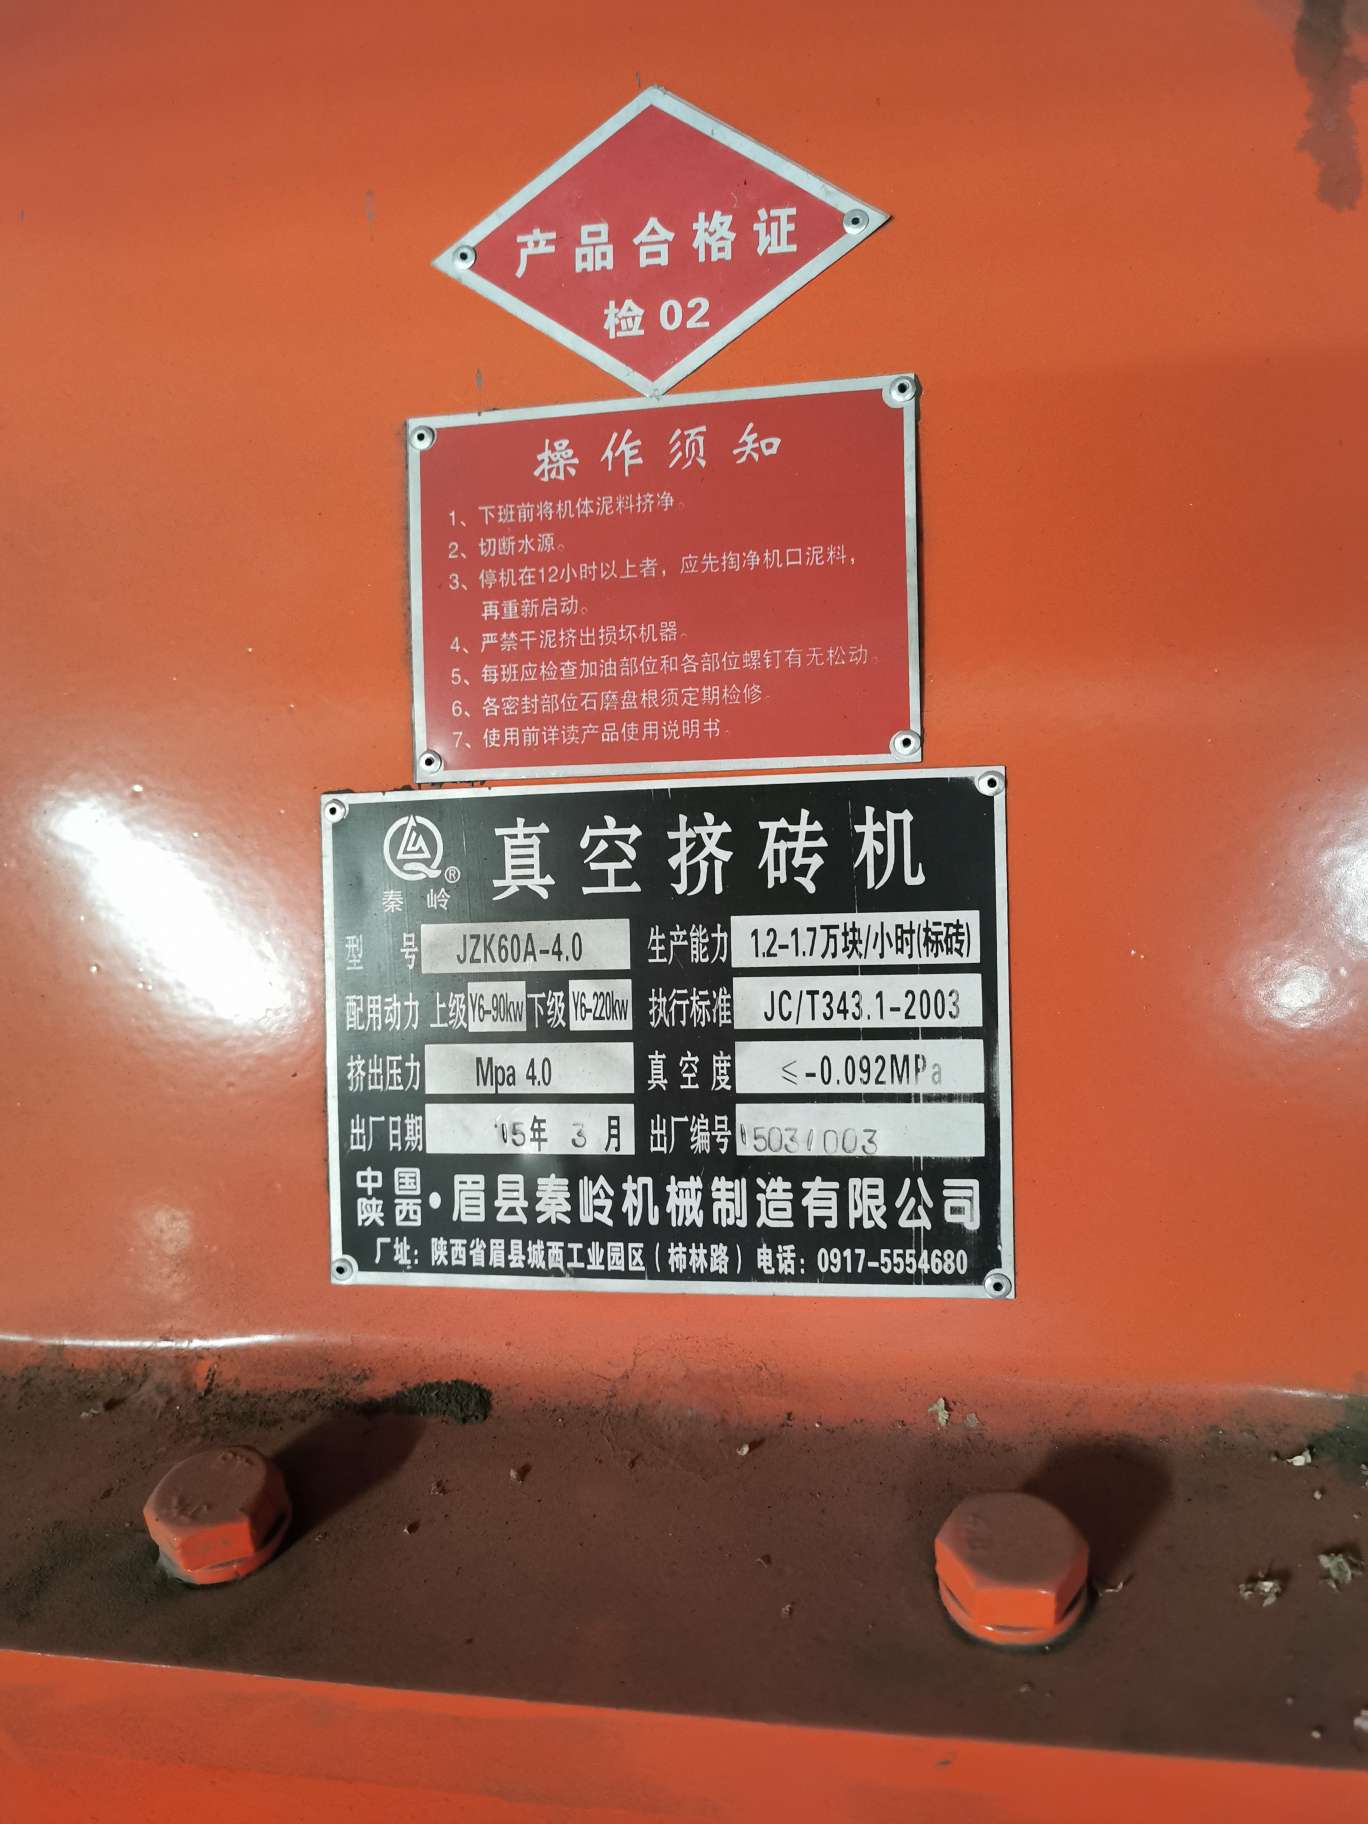 产品合格证
检02
操作须知
1、下班前将机体泥料挤净。
2、切断水源。
3、停机在12小时以上者，应先掏净机口泥料，
再重新启动。
4、严禁干泥挤出损坏机器。
5、每班应检查加油部位和各部位螺钉有无松动。
6、各密封部位石磨盘根须定期检修。
7、使用前详读产品使用说明书。
®
秦岭
真空挤砖机
型号 JZK60A-4.0 生产能力 1.2-1.7万块/小时(标砖)
配用动力 上级 Y6-90kw 下级 Y6-220kw 执行标准 JC/T343.1-2003
挤出压力 Mpa 4.0 真空度 ≤-0.092MPa
出厂日期 15年 3 月 出厂编号 15031003
中国
陕西·眉县秦岭机械制造有限公司
厂址：陕西省眉县城西工业园区（柿林路）电话：0917-5554680